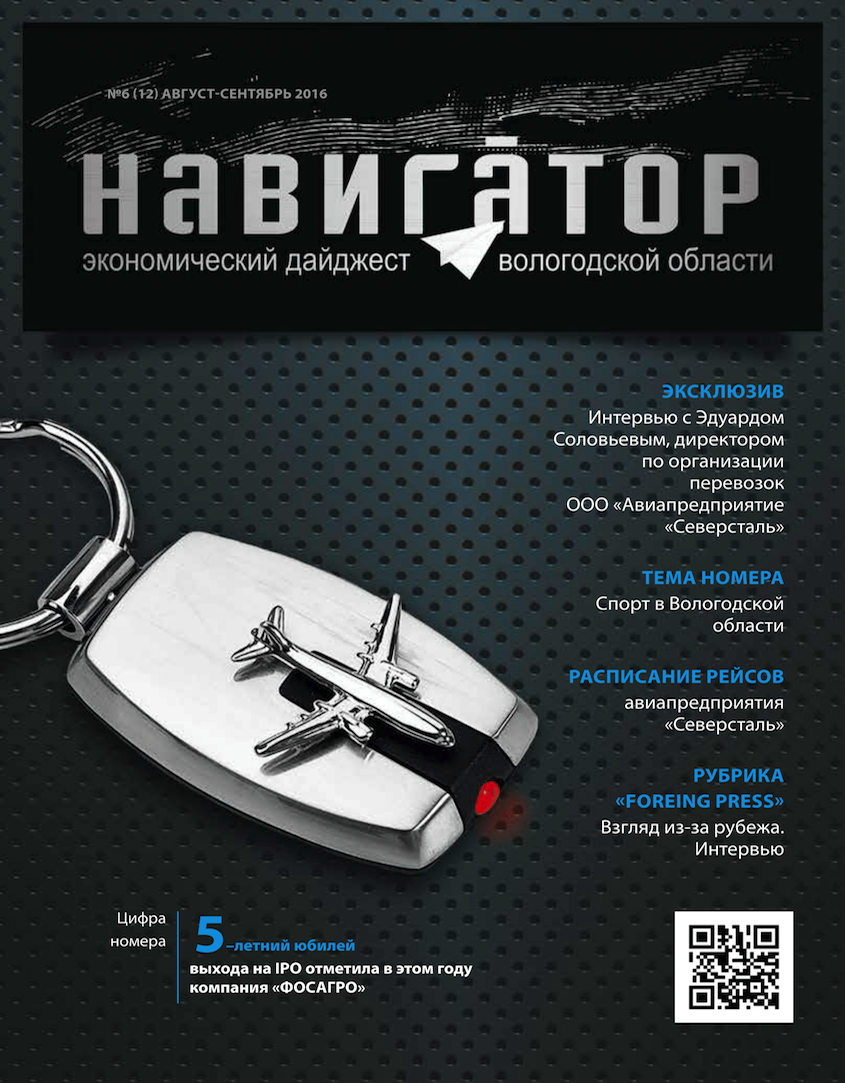 №6 (12) АВГУСТ-СЕНТЯБРЬ 2016
НАВИГАТОР
экономический дайджест вологодской области
ЭКСКЛЮЗИВ
Интервью с Эдуардом
Соловьевым, директором
по организации
перевозок
ООО «Авиапредприятие
«Северсталь»
ТЕМА НОМЕРА
Спорт в Вологодской
области
РАСПИСАНИЕ РЕЙСОВ
авиапредприятия
«Северсталь»
РУБРИКА
«FOREING PRESS»
Взгляд из-за рубежа.
Интервью
Цифра
номера
5–летний юбилей
выхода на IPO отметила в этом году
компания «ФОСАГРО»